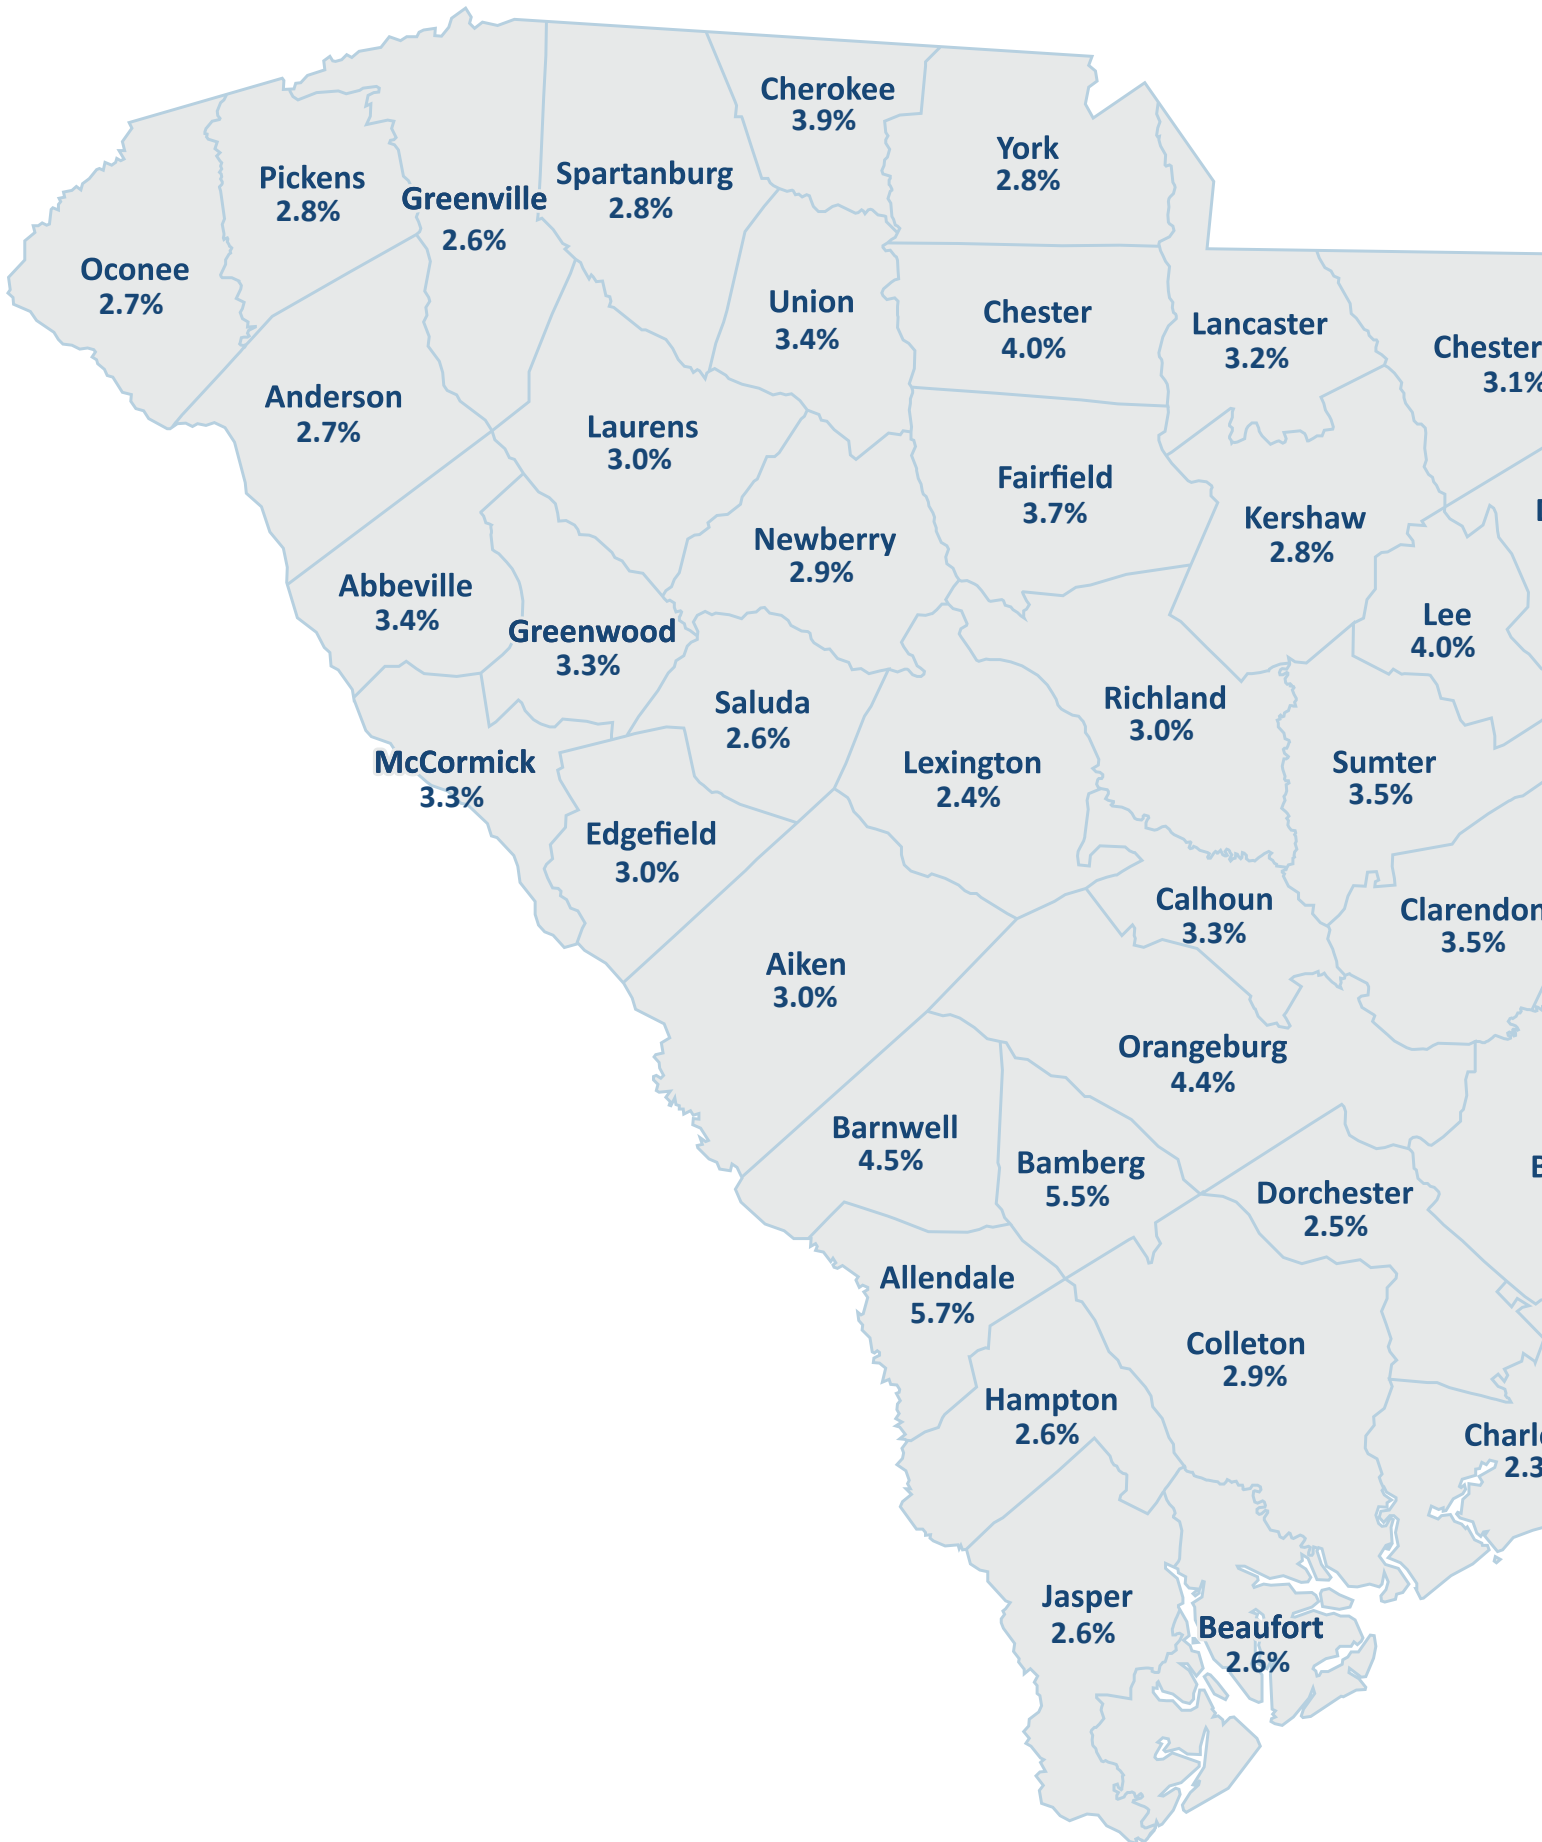 Cherokee
3.9%
York
2.8%
Pickens
2.8%
Greenville
2.6%
Spartanburg
2.8%
Oconee
2.7%
Union
3.4%
Chester
4.0%
Lancaster
3.2%
Chester
3.1%
Anderson
2.7%
Laurens
3.0%
Fairfield
3.7%
Kershaw
2.8%
Newberry
2.9%
Abbeville
3.4%
Greenwood
3.3%
Lee
4.0%
Saluda
2.6%
Richland
3.0%
McCormick
3.3%
Lexington
2.4%
Sumter
3.5%
Edgefield
3.0%
Calhoun
3.3%
Clarendon
3.5%
Aiken
3.0%
Orangeburg
4.4%
Barnwell
4.5%
Bamberg
5.5%
Dorchester
2.5%
Allendale
5.7%
Colleton
2.9%
Hampton
2.6%
Charl
2.3
Jasper
2.6%
Beaufort
2.6%